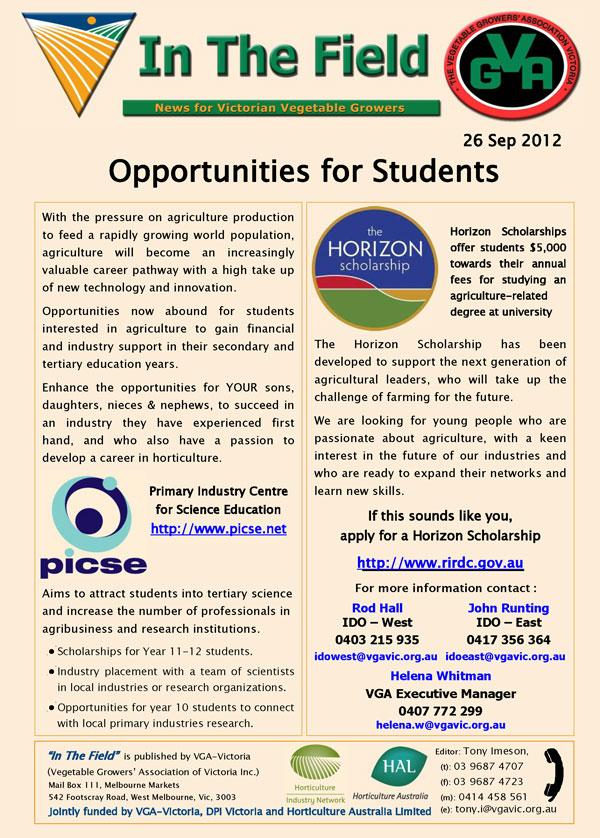 In The Field
News for Victorian Vegetable Growers
THE VEGETABLE GROWERS' ASSOCIATION VICTORIA
VGA
26 Sep 2012
Opportunities for Students
With the pressure on agriculture production
to feed a rapidly growing world population,
agriculture will become an increasingly
valuable career pathway with a high take up
of new technology and innovation.
Opportunities now abound for students
interested in agriculture to gain financial
and industry support in their secondary and
tertiary education years.
Enhance the opportunities for YOUR sons,
daughters, nieces & nephews, to succeed in
an industry they have experienced first
hand, and who also have a passion to
develop a career in horticulture.
picse
Primary Industry Centre
for Science Education
http://www.picse.net
Aims to attract students into tertiary science
and increase the number of professionals in
agribusiness and research institutions.
● Scholarships for Year 11-12 students.
● Industry placement with a team of scientists
in local industries or research organizations.
● Opportunities for year 10 students to connect
with local primary industries research.
the
HORIZON
scholarship
Horizon Scholarships
offer students $5,000
towards their annual
fees for studying an
agriculture-related
degree at university
The Horizon Scholarship has been
developed to support the next generation of
agricultural leaders, who will take up the
challenge of farming for the future.
We are looking for young people who are
passionate about agriculture, with a keen
interest in the future of our industries and
who are ready to expand their networks and
learn new skills.
If this sounds like you,
apply for a Horizon Scholarship
http://www.rirdc.gov.au
For more information contact :
Rod Hall
IDO – West
0403 215 935
idowest@vgavic.org.au
John Runting
IDO – East
0417 356 364
idoeast@vgavic.org.au
Helena Whitman
VGA Executive Manager
0407 772 299
helena.w@vgavic.org.au
"In The Field" is published by VGA-Victoria
(Vegetable Growers' Association of Victoria Inc.)
Mail Box 111, Melbourne Markets
542 Footscray Road, West Melbourne, Vic, 3003
Jointly funded by VGA-Victoria, DPI Victoria and Horticulture Australia Limited
Horticulture
Industry Network
HAL
Horticulture Australia
Editor: Tony Imeson,
(t): 03 9687 4707
(f): 03 9687 4723
(m): 0414 458 561
(e): tony.i@vgavic.org.au